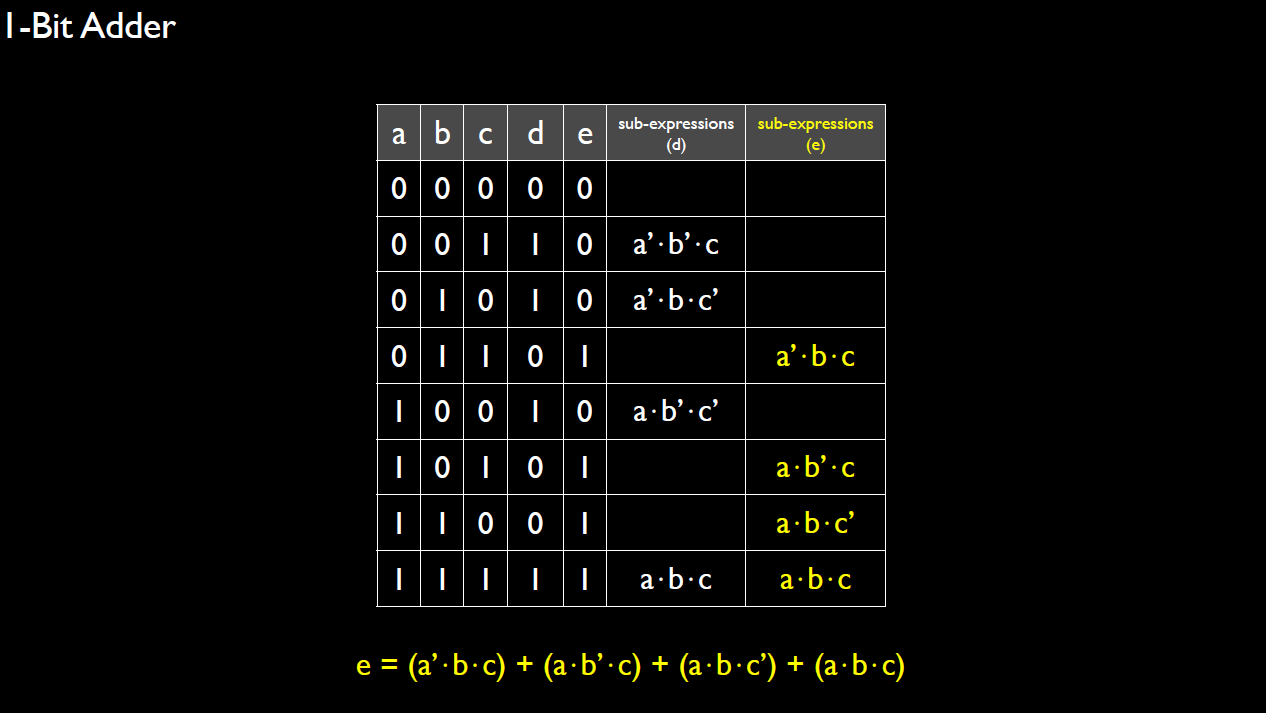 1-Bit Adder
a b c d e sub-expressions (d) sub-expressions (e)
0 0 0 0 0
0 0 1 1 0 a’·b’·c
0 1 0 1 0 a’·b·c’
0 1 1 0 1 a’·b·c
1 0 0 1 0 a·b’·c’
1 0 1 0 1 a·b’·c
1 1 0 0 1 a·b·c’
1 1 1 1 1 a·b·c a·b·c
e = (a’·b·c) + (a·b’·c) + (a·b·c’) + (a·b·c)